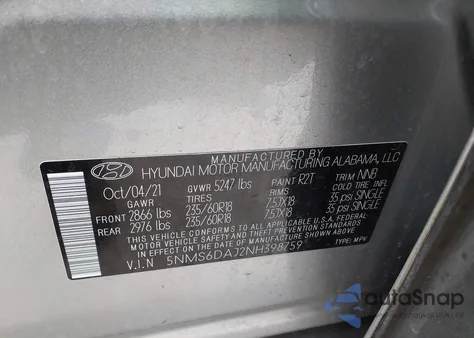 MANUFACTURED BY
HYUNDAI MOTOR MANUFACTURING ALABAMA, LLC
Oct/04/21 GVWR 5247 lbs PAINT R2T TRIM NNB
GAWR TIRES RIMS COLD TIRE INFL
FRONT 2866 lbs 235/60R18 7.5JX18 35 psi SINGLE
REAR 2976 lbs 235/60R18 7.5JX18 35 psi SINGLE
THIS VEHICLE CONFORMS TO ALL APPLICABLE U.S. FEDERAL
MOTOR VEHICLE SAFETY STANDARDS IN EFFECT ON THE DATE OF
MANUFACTURE SHOWN ABOVE.
V.I.N 5NMS6DAJ2NH398759 TYPE: MPV
autoSnap